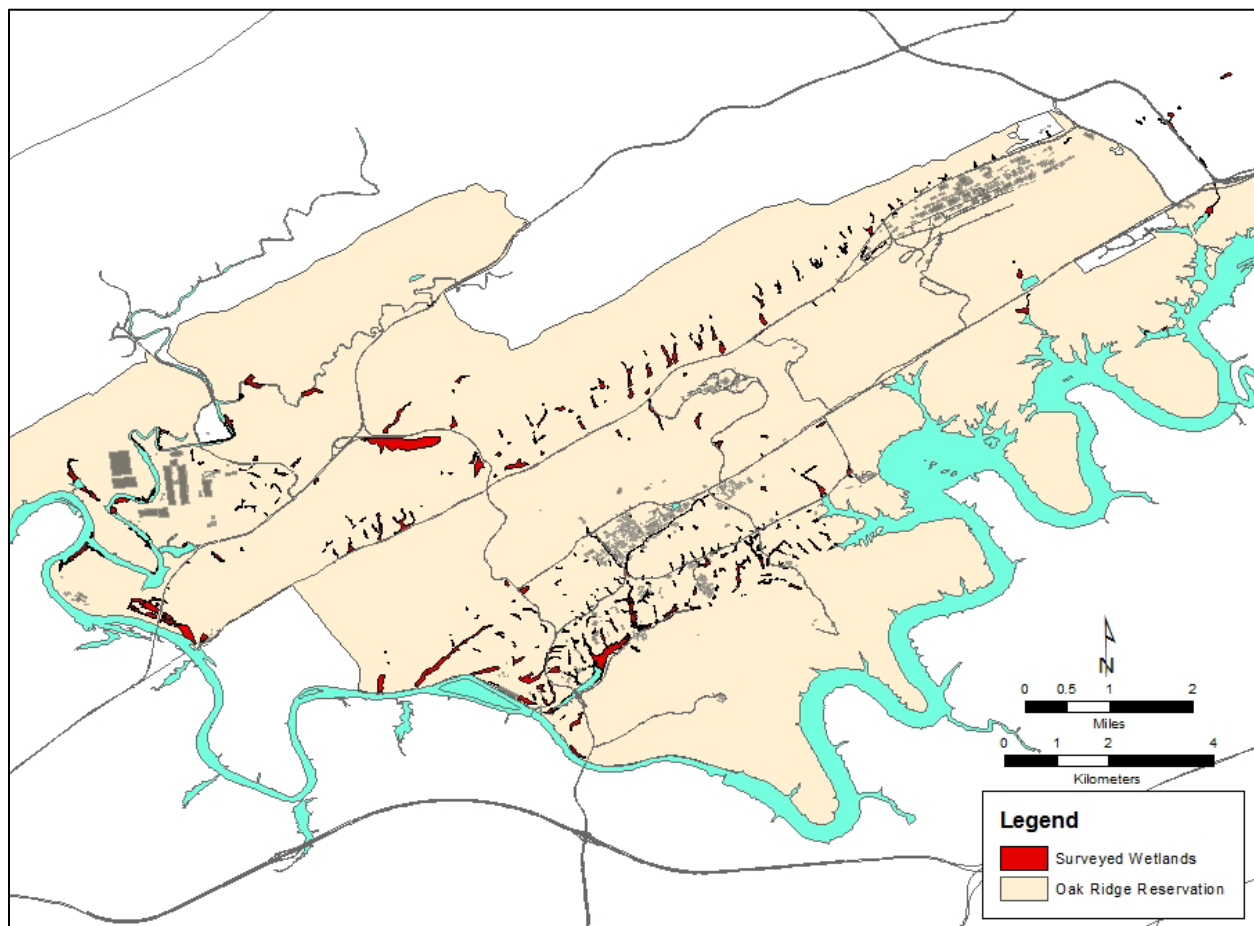 N
0 0.5 1 2
Miles
0 1 2 4
Kilometers
Legend
Surveyed Wetlands
Oak Ridge Reservation